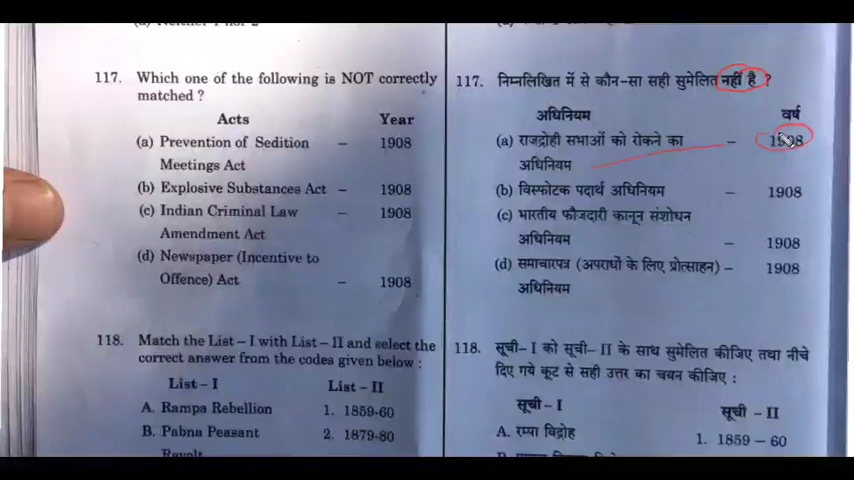 117. Which one of the following is NOT correctly
matched ?
Acts Year
(a) Prevention of Sedition – 1908
Meetings Act
(b) Explosive Substances Act – 1908
(c) Indian Criminal Law – 1908
Amendment Act
(d) Newspaper (Incentive to
Offence) Act – 1908
118. Match the List – I with List – II and select the
correct answer from the codes given below :
List – I List – II
A. Rampa Rebellion 1. 1859-60
B. Pabna Peasant 2. 1879-80
117. निम्नलिखित में से कौन-सा सही सुमेलित नहीं है ?
अधिनियम वर्ष
(a) राजद्रोही सभाओं को रोकने का – 1908
अधिनियम
(b) विस्फोटक पदार्थ अधिनियम – 1908
(c) भारतीय फौजदारी कानून संशोधन
अधिनियम – 1908
(d) समाचारपत्र (अपराधों के लिए प्रोत्साहन) – 1908
अधिनियम
118. सूची – I को सूची – II के साथ सुमेलित कीजिए तथा नीचे
दिए गये कूट से सही उत्तर का चयन कीजिए :
सूची – I सूची – II
A. रम्पा विद्रोह 1. 1859 – 60